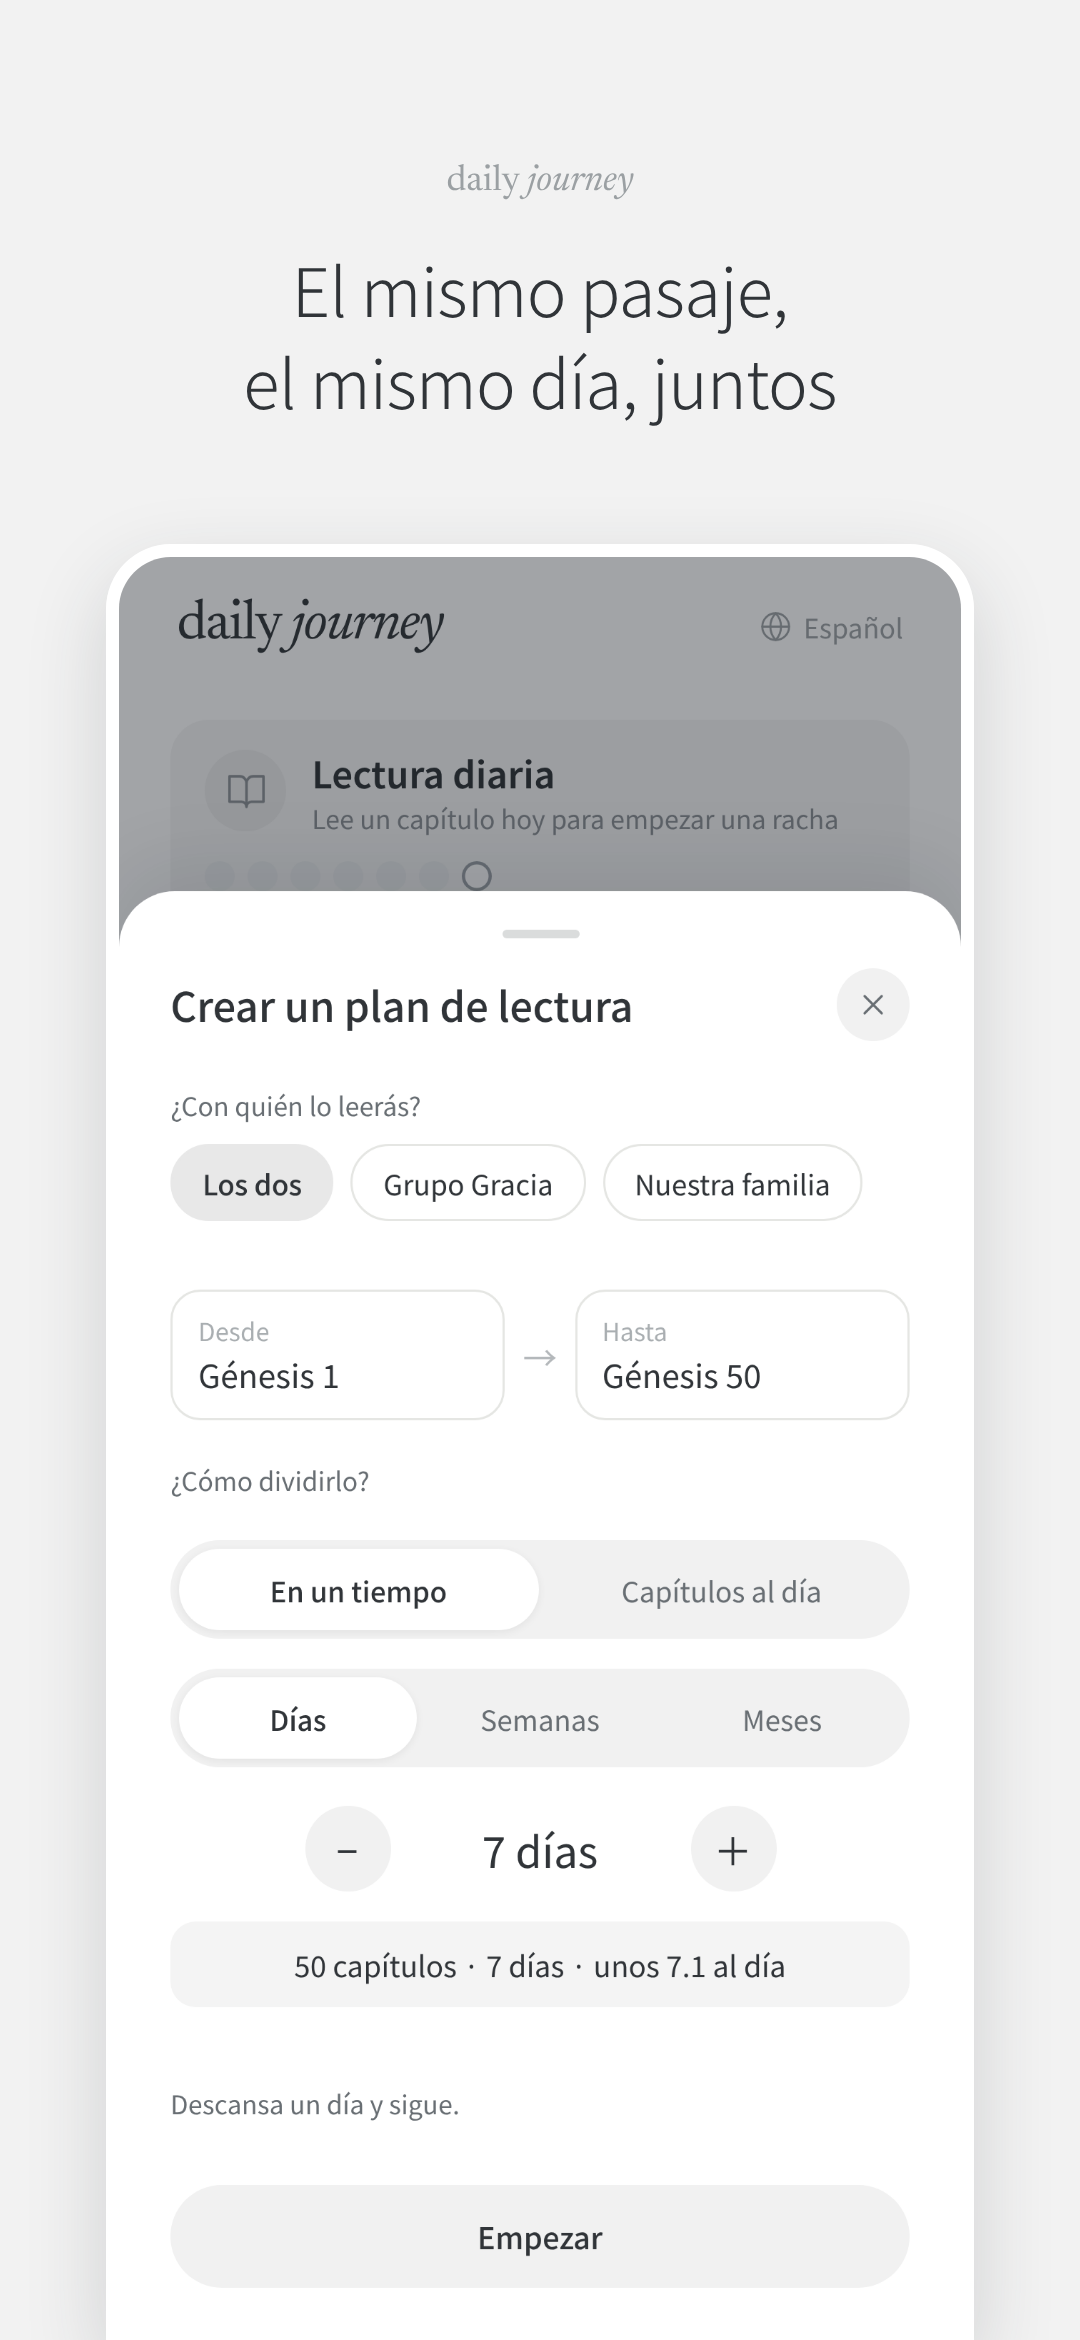 daily journey
El mismo pasaje,
el mismo día, juntos
daily journey
Español
Lectura diaria
Lee un capítulo hoy para empezar una racha
Crear un plan de lectura
¿Con quién lo leerás?
Los dos
Grupo Gracia
Nuestra familia
Desde
Génesis 1
→
Hasta
Génesis 50
¿Cómo dividirlo?
En un tiempo
Capítulos al día
Días
Semanas
Meses
−
7 días
+
50 capítulos · 7 días · unos 7.1 al día
Descansa un día y sigue.
Empezar